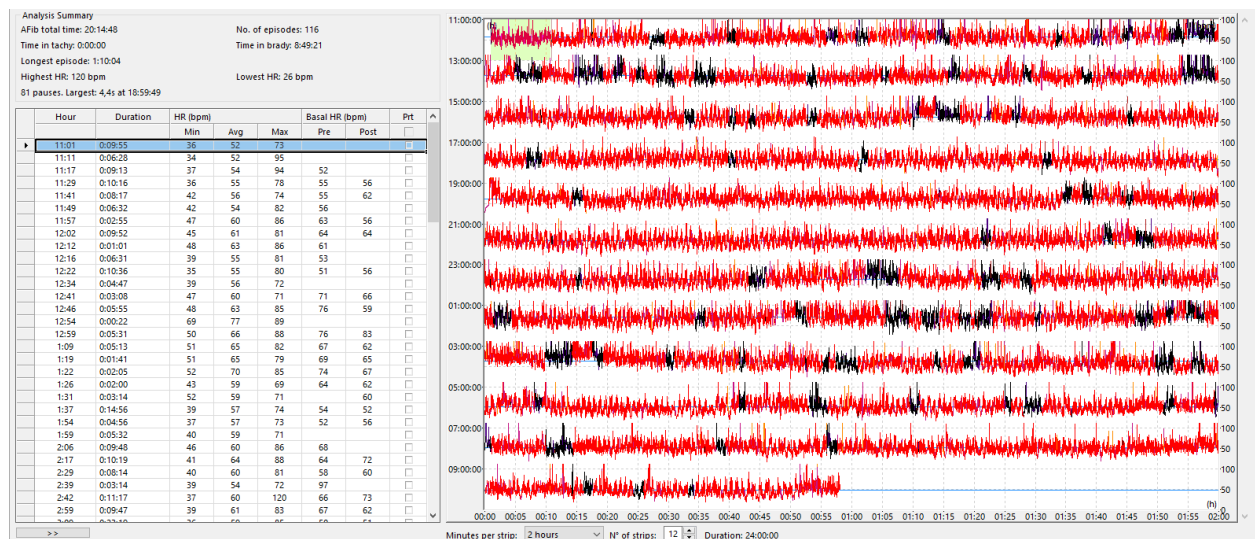 Analysis Summary
AFib total time: 20:14:48 No. of episodes: 116
Time in tachy: 0:00:00 Time in brady: 8:49:21
Longest episode: 1:10:04
Highest HR: 120 bpm Lowest HR: 26 bpm
81 pauses. Largest: 4,4s at 18:59:49
Hour Duration HR (bpm) Basal HR (bpm) Prt
Min Avg Max Pre Post
11:01 0:09:55 36 52 73
11:11 0:06:28 34 52 95
11:17 0:09:13 37 54 94 52
11:29 0:10:16 36 55 78 55 56
11:41 0:08:17 42 56 74 55 62
11:49 0:06:32 42 54 82 56
11:57 0:02:55 47 60 86 63 56
12:02 0:09:52 45 61 81 64 64
12:12 0:01:01 48 63 86 61
12:16 0:06:31 39 55 81 53
12:22 0:10:36 35 55 80 51 56
12:34 0:04:47 39 56 72
12:41 0:03:08 47 60 71 71 66
12:46 0:05:55 48 63 85 76 59
12:54 0:00:22 69 77 89
12:59 0:05:31 50 66 88 76 83
1:09 0:05:13 51 65 82 67 62
1:19 0:01:41 51 65 79 69 65
1:22 0:02:05 52 70 85 74 67
1:26 0:02:00 43 59 69 64 62
1:31 0:03:14 52 59 71 60
1:37 0:14:56 39 57 74 54 52
1:54 0:04:56 37 57 73 52 56
1:59 0:05:32 40 59 71
2:06 0:09:48 46 60 86 68
2:17 0:10:19 41 64 88 64 72
2:29 0:08:14 40 60 81 58 60
2:39 0:03:14 39 54 72 97
2:42 0:11:17 37 60 120 66 73
2:59 0:09:47 39 61 83 67 62
>>
11:00:00 100
50
13:00:00 100
50
15:00:00 100
50
17:00:00 100
50
19:00:00 100
50
21:00:00 100
50
23:00:00 100
50
01:00:00 100
50
03:00:00 100
50
05:00:00 100
50
07:00:00 100
50
09:00:00 100
50
(h)
0
00:00 00:05 00:10 00:15 00:20 00:25 00:30 00:35 00:40 00:45 00:50 00:55 01:00 01:05 01:10 01:15 01:20 01:25 01:30 01:35 01:40 01:45 01:50 01:55 02:00
Minutes per strip: 2 hours N° of strips: 12 Duration: 24:00:00